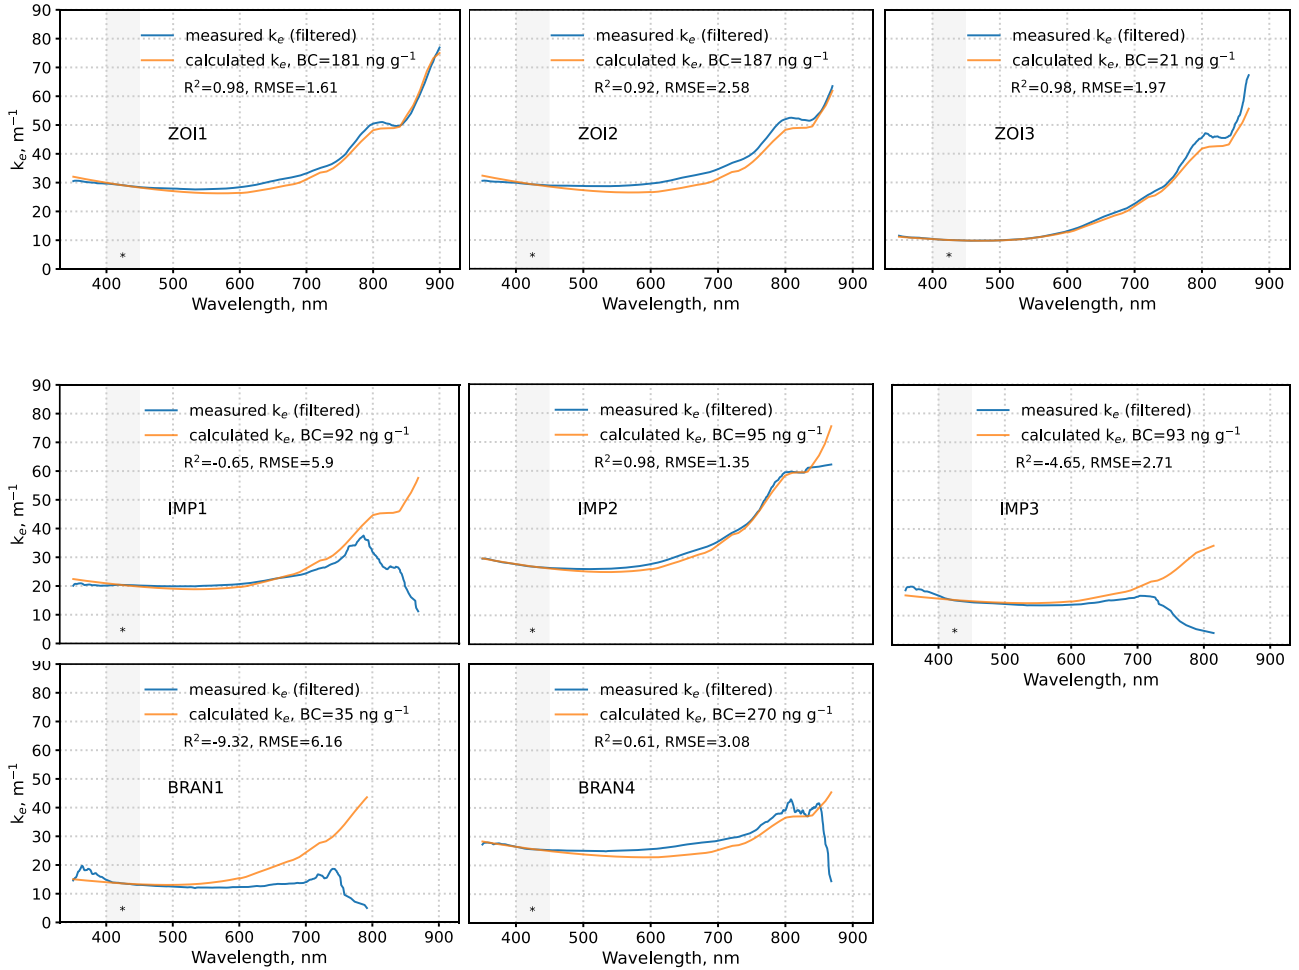 90
80
70
60
50
40
30
20
10
0
kₑ, m⁻¹
measured kₑ (filtered)
calculated kₑ, BC=181 ng g⁻¹
R²=0.98, RMSE=1.61
ZOI1
*
400 500 600 700 800 900
Wavelength, nm
measured kₑ (filtered)
calculated kₑ, BC=187 ng g⁻¹
R²=0.92, RMSE=2.58
ZOI2
*
400 500 600 700 800 900
Wavelength, nm
measured kₑ (filtered)
calculated kₑ, BC=21 ng g⁻¹
R²=0.98, RMSE=1.97
ZOI3
*
400 500 600 700 800 900
Wavelength, nm
90
80
70
60
50
40
30
20
10
0
kₑ, m⁻¹
measured kₑ (filtered)
calculated kₑ, BC=92 ng g⁻¹
R²=-0.65, RMSE=5.9
IMP1
*
measured kₑ (filtered)
calculated kₑ, BC=95 ng g⁻¹
R²=0.98, RMSE=1.35
IMP2
*
measured kₑ (filtered)
calculated kₑ, BC=93 ng g⁻¹
R²=-4.65, RMSE=2.71
IMP3
*
400 500 600 700 800 900
Wavelength, nm
90
80
70
60
50
40
30
20
10
0
kₑ, m⁻¹
measured kₑ (filtered)
calculated kₑ, BC=35 ng g⁻¹
R²=-9.32, RMSE=6.16
BRAN1
*
400 500 600 700 800 900
Wavelength, nm
measured kₑ (filtered)
calculated kₑ, BC=270 ng g⁻¹
R²=0.61, RMSE=3.08
BRAN4
*
400 500 600 700 800 900
Wavelength, nm